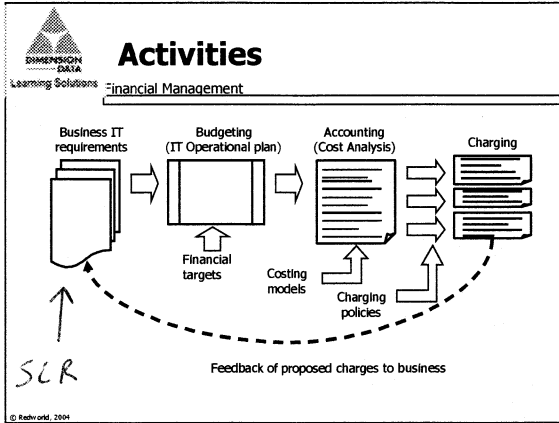 Activities
DIMENSION
DATA
Learning Solutions
Financial Management
Business IT
requirements
Budgeting
(IT Operational plan)
Accounting
(Cost Analysis)
Charging
Financial
targets
Costing
models
Charging
policies
SLR
Feedback of proposed charges to business
© Redworld, 2004